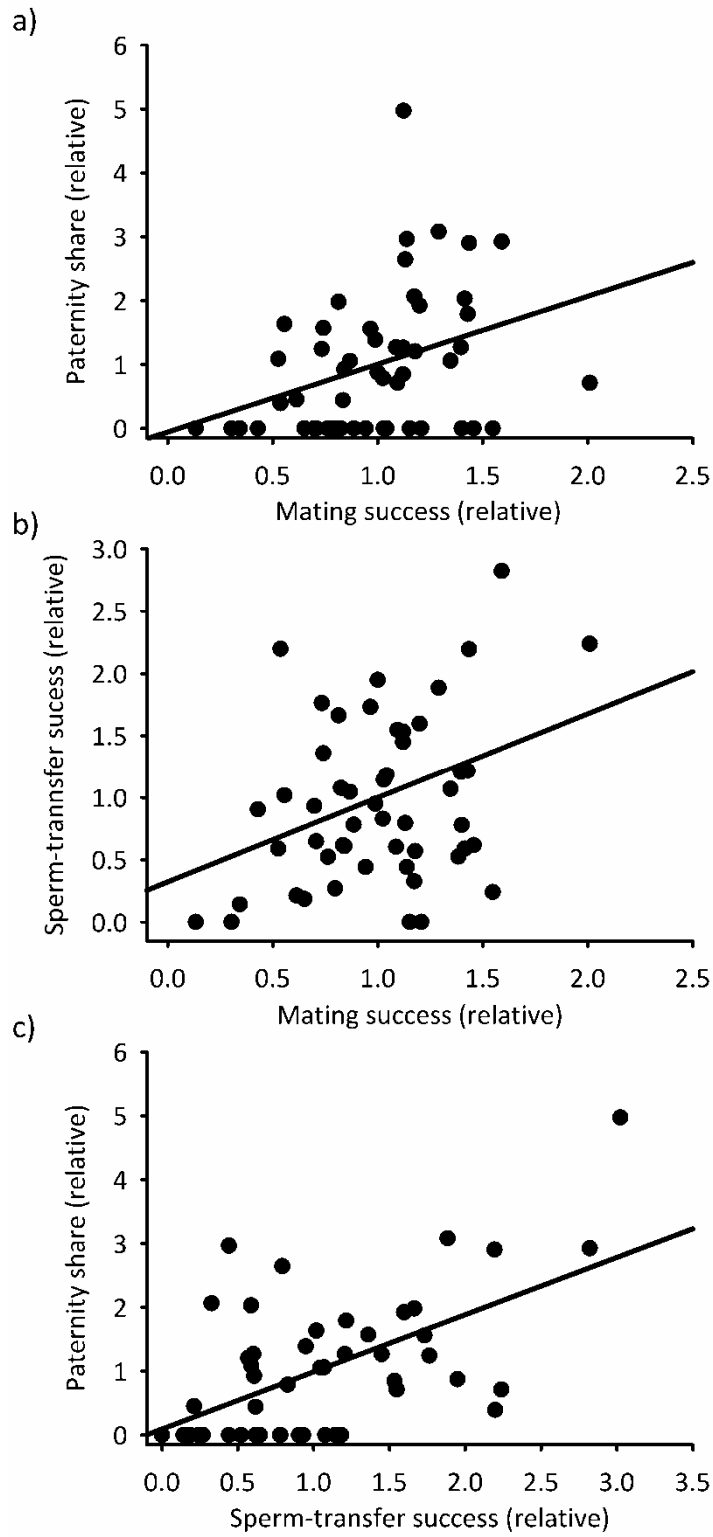 a)
Paternity share (relative)
6
5
4
3
2
1
0
0.0 0.5 1.0 1.5 2.0 2.5
Mating success (relative)
b)
Sperm-trannsfer sucess (relative)
3.0
2.5
2.0
1.5
1.0
0.5
0.0
0.0 0.5 1.0 1.5 2.0 2.5
Mating success (relative)
c)
Paternity share (relative)
6
5
4
3
2
1
0
0.0 0.5 1.0 1.5 2.0 2.5 3.0 3.5
Sperm-transfer success (relative)